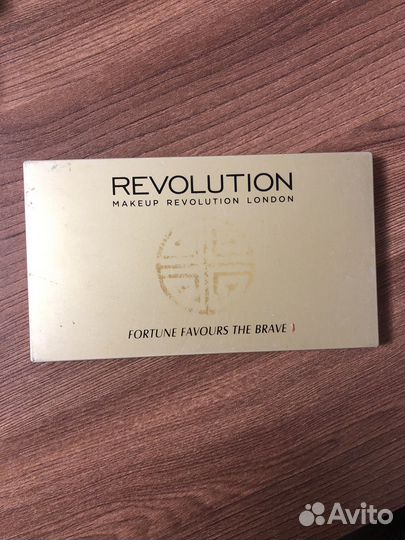 REVOLUTION
MAKEUP REVOLUTION LONDON
FORTUNE FAVOURS THE BRAVE
Avito